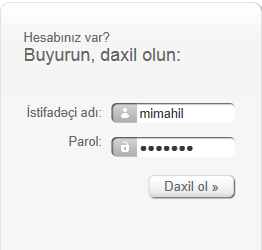 Hesabınız var?
Buyurun, daxil olun:
İstifadəçi adı: mimahil
Parol: •••••••
Daxil ol »